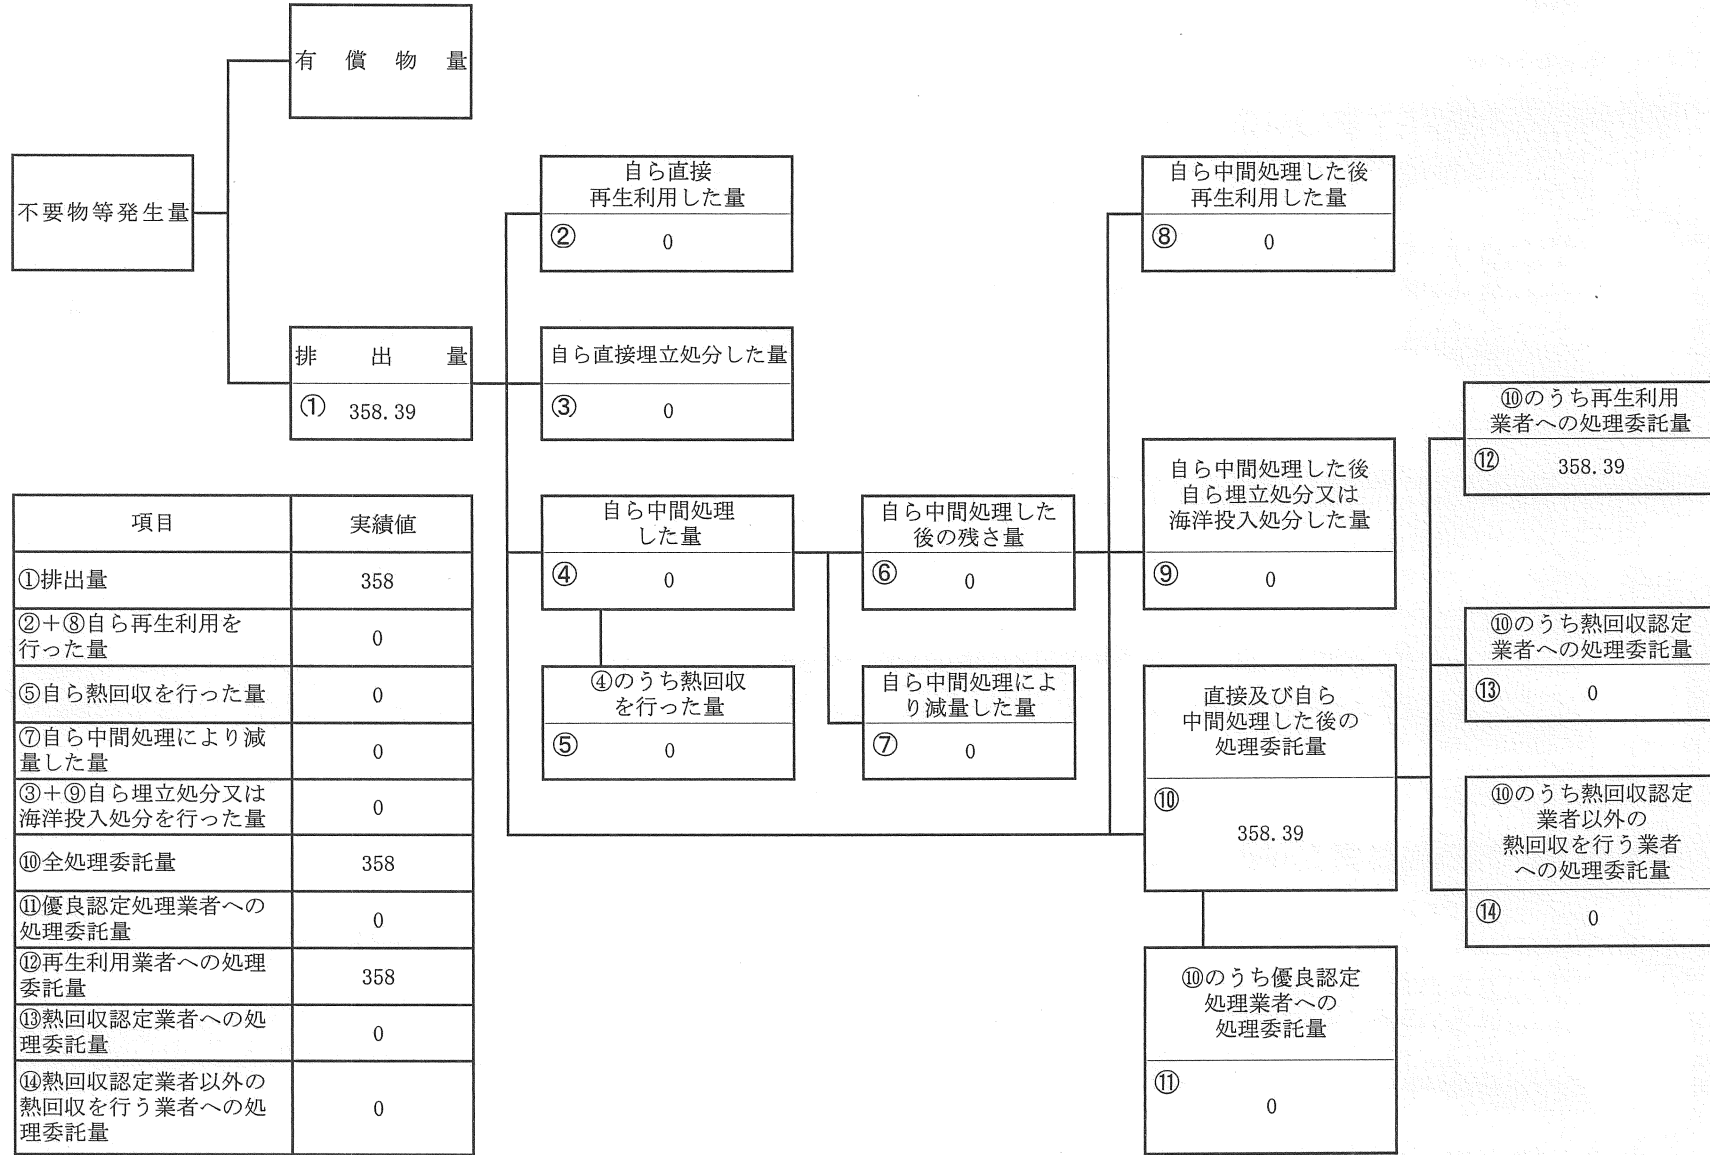 有償物量
不要物等発生量
排出量
① 358.39
自ら直接
再生利用した量
② 0
自ら直接埋立処分した量
③ 0
自ら中間処理
した量
④ 0
④のうち熱回収
を行った量
⑤ 0
自ら中間処理した
後の残さ量
⑥ 0
自ら中間処理によ
り減量した量
⑦ 0
自ら中間処理した後
再生利用した量
⑧ 0
自ら中間処理した後
自ら埋立処分又は
海洋投入処分した量
⑨ 0
直接及び自ら
中間処理した後の
処理委託量
⑩
358.39
⑩のうち優良認定
処理業者への
処理委託量
⑪
0
⑩のうち再生利用
業者への処理委託量
⑫ 358.39
⑩のうち熱回収認定
業者への処理委託量
⑬ 0
⑩のうち熱回収認定
業者以外の
熱回収を行う業者
への処理委託量
⑭ 0
項目 実績値
①排出量 358
②+⑧自ら再生利用を
行った量 0
⑤自ら熱回収を行った量 0
⑦自ら中間処理により減
量した量 0
③+⑨自ら埋立処分又は
海洋投入処分を行った量 0
⑩全処理委託量 358
⑪優良認定処理業者への
処理委託量 0
⑫再生利用業者への処理
委託量 358
⑬熱回収認定業者への処
理委託量 0
⑭熱回収認定業者以外の
熱回収を行う業者への処
理委託量 0